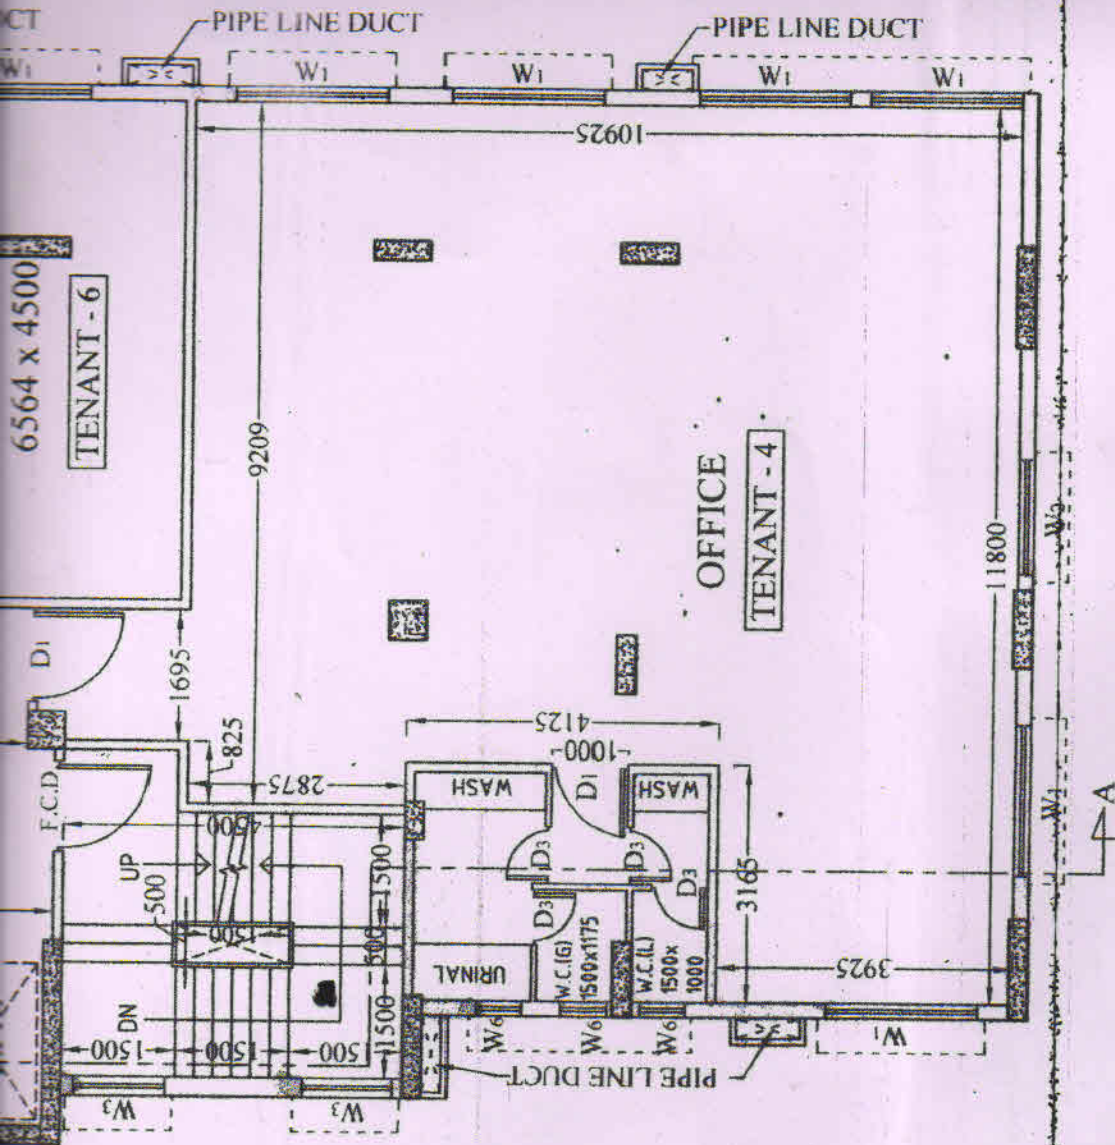 UCT
PIPE LINE DUCT
PIPE LINE DUCT
W1
W1
W1
W1
W1
10925
6564 x 4500
TENANT - 6
9209
OFFICE
TENANT - 4
11800
W2
D1
1695
825
4125
1000
2875
WASH
D1
WASH
F.C.D
4500
UP
1500
500
D3
D3
D3
D3
3165
A
1500
500
W.C.(G)
1500x1175
W.C.(L)
1500x
1000
URINAL
3925
DN
1500
1500
1500
500
W6
W6
W6
W1
PIPE LINE DUCT
W3
W3